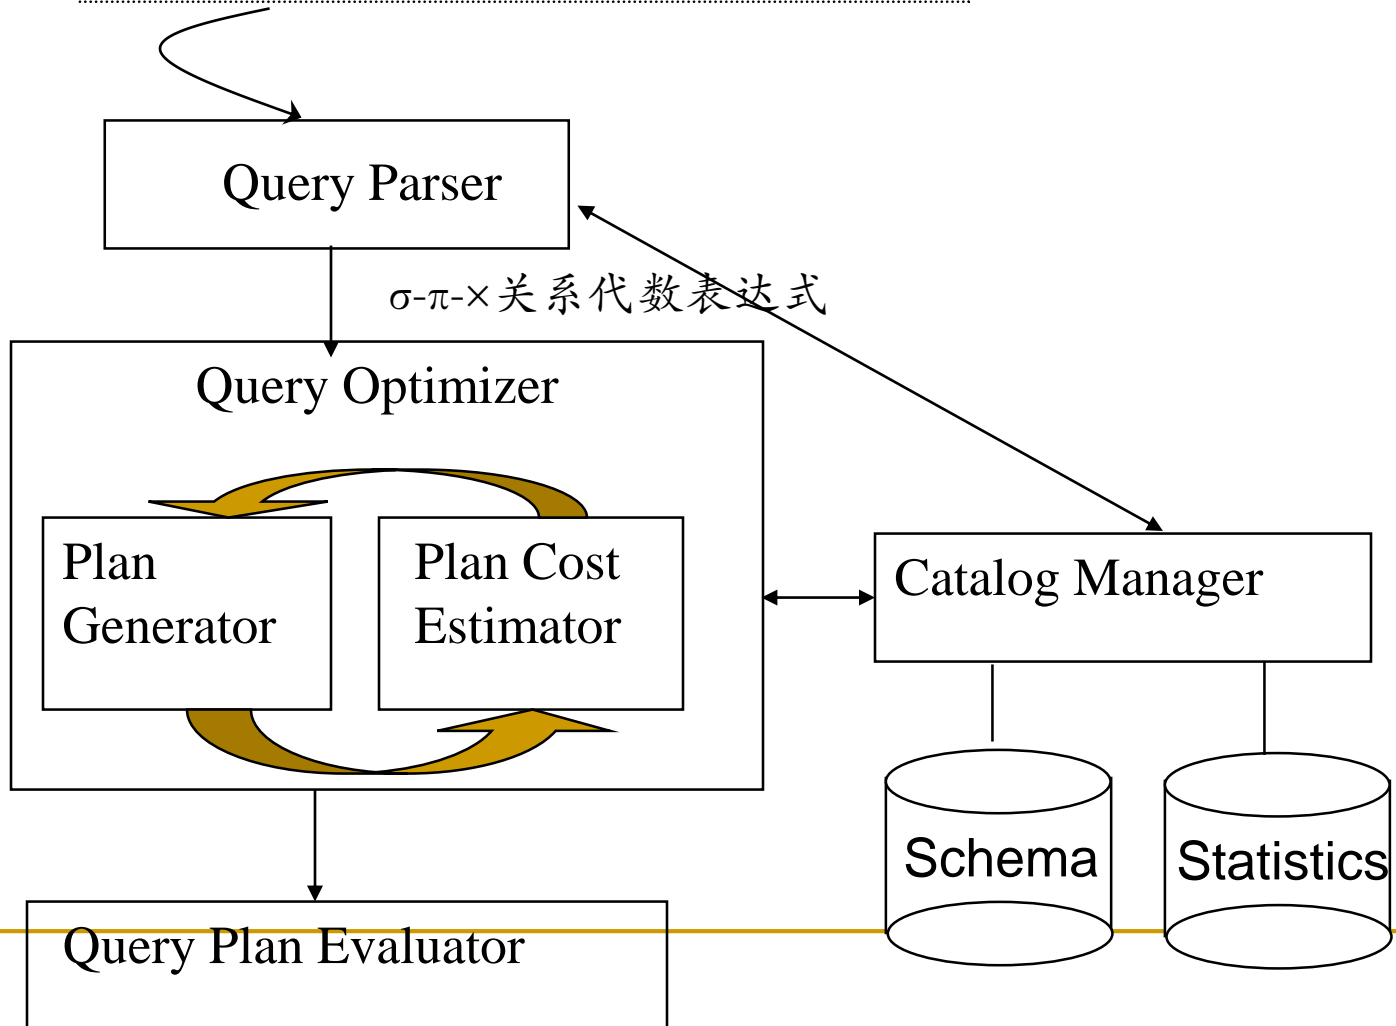 Query Parser
σ-π-×关系代数表达式
Query Optimizer
Plan
Generator
Plan Cost
Estimator
Catalog Manager
Schema
Statistics
Query Plan Evaluator